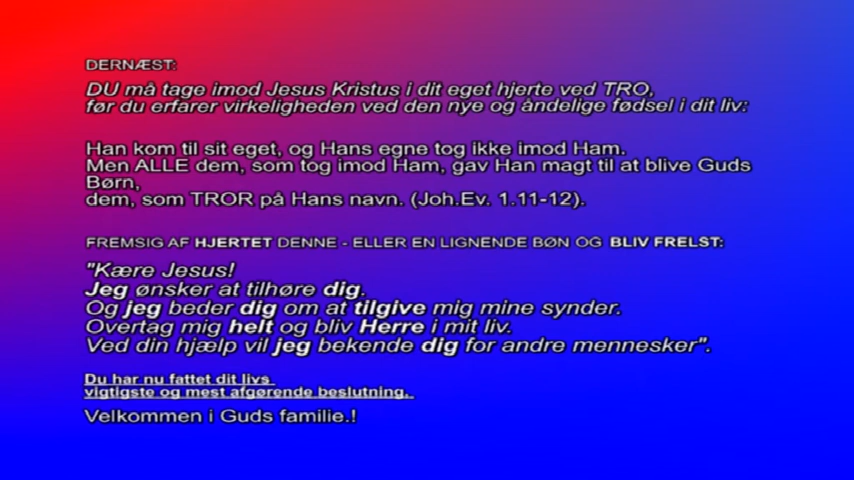 DERNÆST:
DU må tage imod Jesus Kristus i dit eget hjerte ved TRO,
før du erfarer virkeligheden ved den nye og åndelige fødsel i dit liv:
Han kom til sit eget, og Hans egne tog ikke imod Ham.
Men ALLE dem, som tog imod Ham, gav Han magt til at blive Guds
Børn,
dem, som TROR på Hans navn. (Joh.Ev. 1.11-12).
FREMSIG AF HJERTET DENNE - ELLER EN LIGNENDE BØN OG BLIV FRELST:
"Kære Jesus!
Jeg ønsker at tilhøre dig.
Og jeg beder dig om at tilgive mig mine synder.
Overtag mig helt og bliv Herre i mit liv.
Ved din hjælp vil jeg bekende dig for andre mennesker".
Du har nu fattet dit livs
vigtigste og mest afgørende beslutning.
Velkommen i Guds familie.!